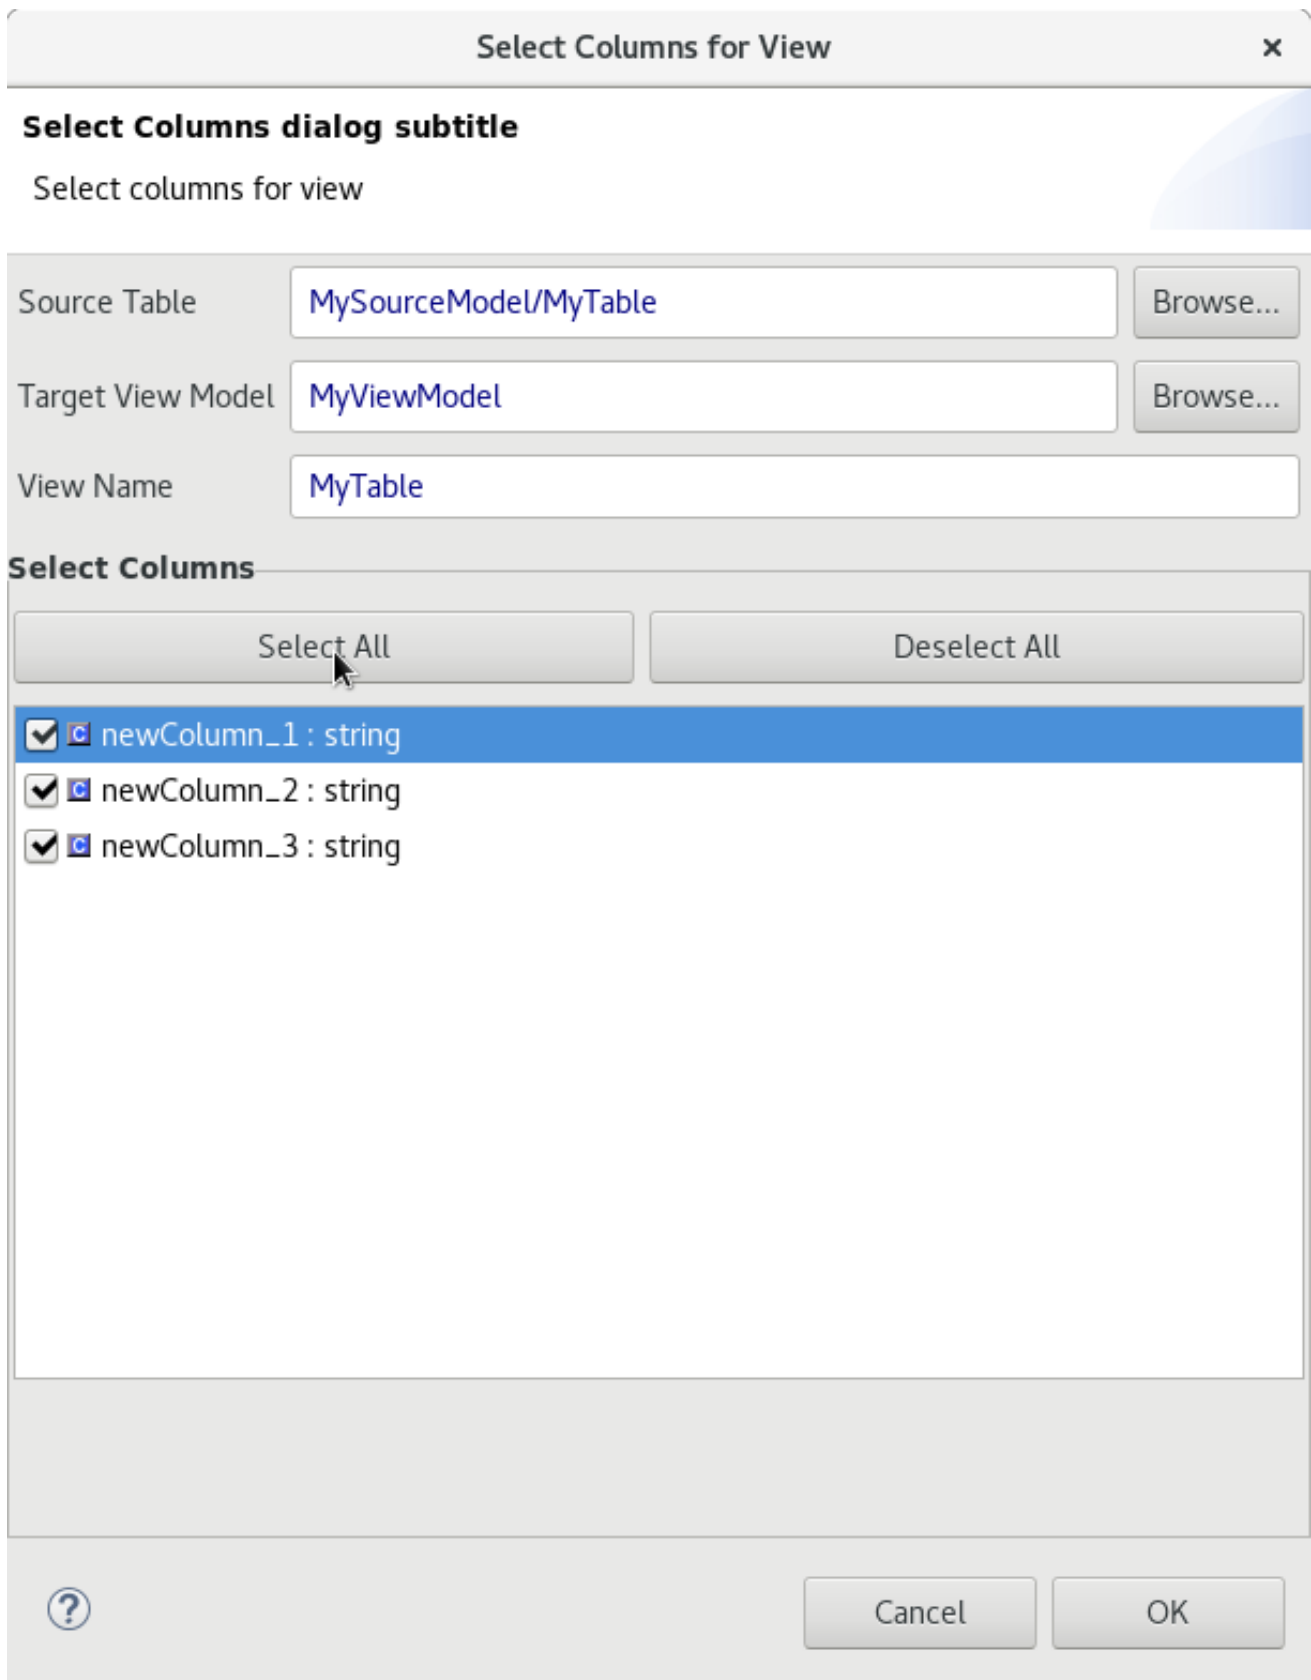 Select Columns for View ×
Select Columns dialog subtitle
Select columns for view
Source Table MySourceModel/MyTable Browse...
Target View Model MyViewModel Browse...
View Name MyTable
Select Columns
Select All Deselect All
C newColumn_1 : string
C newColumn_2 : string
C newColumn_3 : string
? Cancel OK